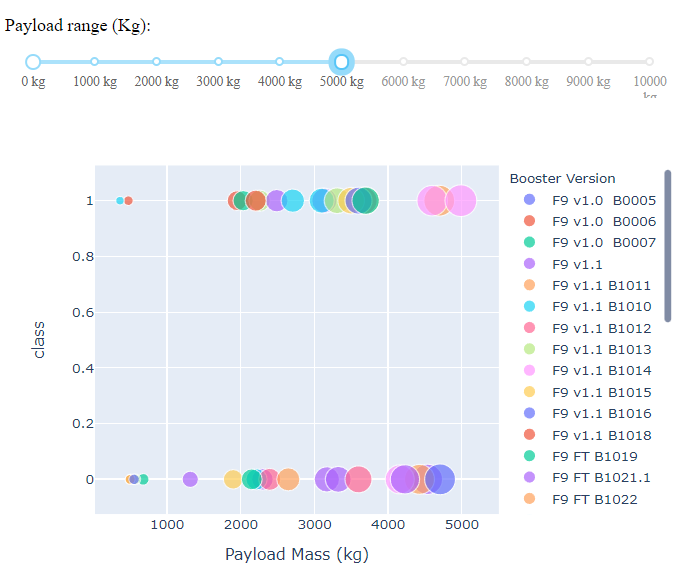 Payload range (Kg):
0 kg 1000 kg 2000 kg 3000 kg 4000 kg 5000 kg 6000 kg 7000 kg 8000 kg 9000 kg 10000 kg
Booster Version
F9 v1.0  B0005
F9 v1.0  B0006
F9 v1.0  B0007
F9 v1.1
F9 v1.1 B1011
F9 v1.1 B1010
F9 v1.1 B1012
F9 v1.1 B1013
F9 v1.1 B1014
F9 v1.1 B1015
F9 v1.1 B1016
F9 v1.1 B1018
F9 FT B1019
F9 FT B1021.1
F9 FT B1022
1
0.8
0.6
0.4
0.2
0
class
1000 2000 3000 4000 5000
Payload Mass (kg)